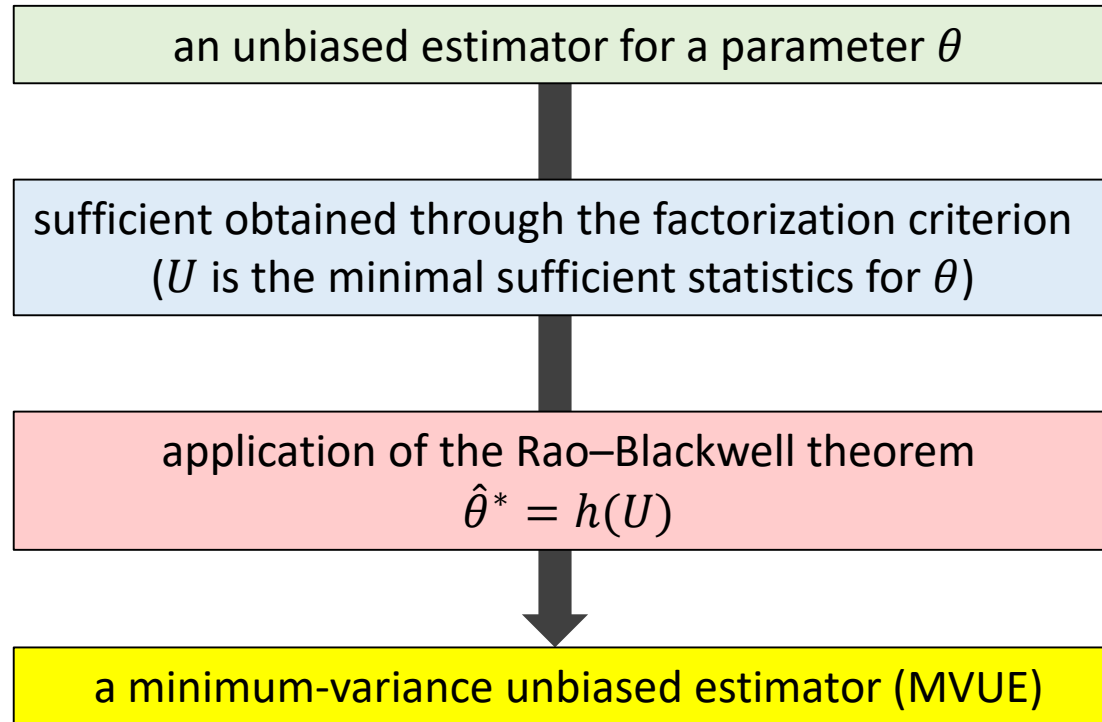 an unbiased estimator for a parameter 𝜃
sufficient obtained through the factorization criterion
(𝑈 is the minimal sufficient statistics for 𝜃)
application of the Rao–Blackwell theorem
𝜃̂* = ℎ(𝑈)
a minimum-variance unbiased estimator (MVUE)